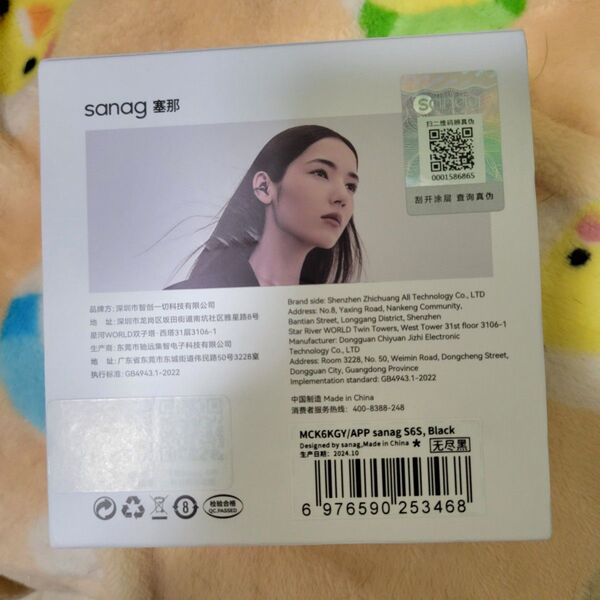 sanag 塞那
sanag
扫二维码辨真伪
0001586865
刮开涂层 查询真伪
品牌方: 深圳市智创一切科技有限公司
地 址: 深圳市龙岗区坂田街道南坑社区雅星路8号
星河WORLD双子塔-西塔31层3106-1
生产商: 东莞市驰远集智电子科技有限公司
地 址: 广东省东莞市东城街道伟民路50号3228室
执行标准: GB4943.1-2022
Brand side: Shenzhen Zhichuang All Technology Co., LTD
Address: No.8, Yaxing Road, Nankeng Community,
Bantian Street, Longgang District, Shenzhen
Star River WORLD Twin Towers, West Tower 31st floor 3106-1
Manufacturer: Dongguan Chiyuan Jizhi Electronic
Technology Co., LTD
Address: Room 3228, No. 50, Weimin Road, Dongcheng Street,
Dongguan City, Guangdong Province
Implementation standard: GB4943.1-2022
中国制造 Made in China
消费者服务热线: 400-8388-248
MCK6KGY/APP sanag S6S, Black
Designed by sanag,Made in China ★ 无尽黑
生产日期: 2024.10
6 976590 253468
8
检验合格
QC.PASSED